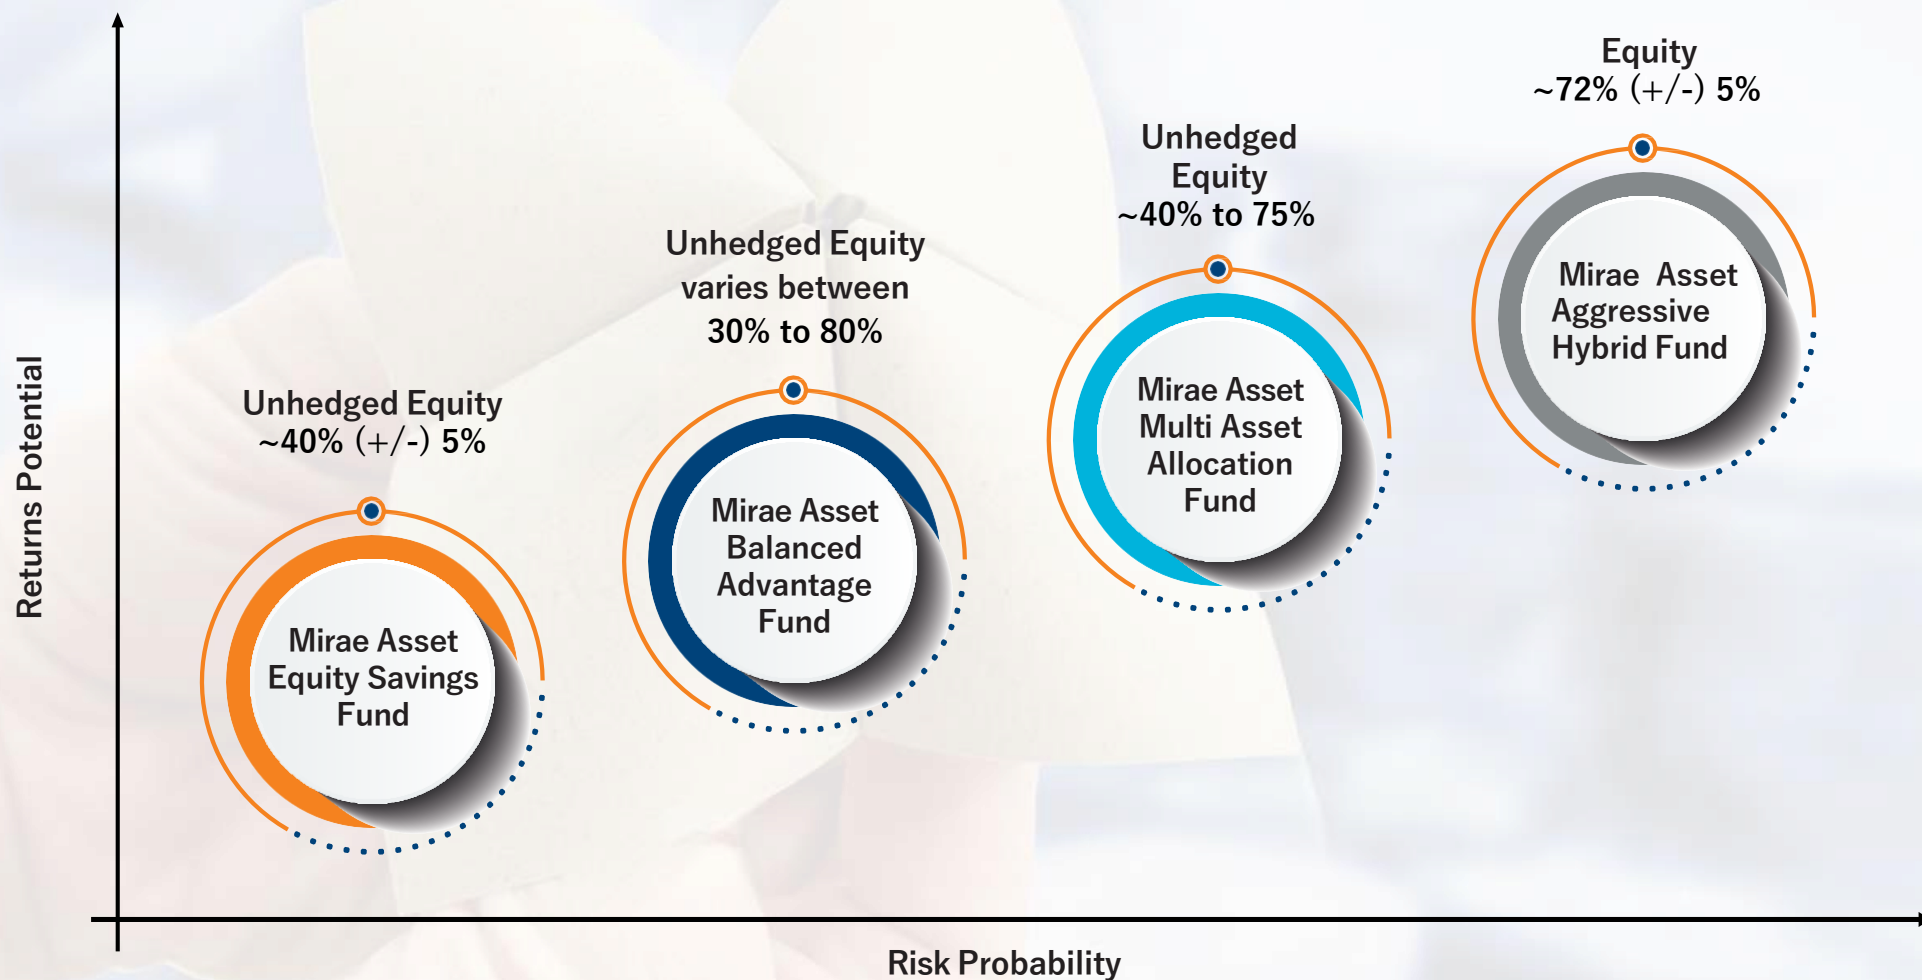 Returns Potential
Unhedged Equity
~40% (+/-) 5%
Mirae Asset
Equity Savings
Fund
Unhedged Equity
varies between
30% to 80%
Mirae Asset
Balanced
Advantage
Fund
Unhedged
Equity
~40% to 75%
Mirae Asset
Multi Asset
Allocation
Fund
Equity
~72% (+/-) 5%
Mirae Asset
Aggressive
Hybrid Fund
Risk Probability